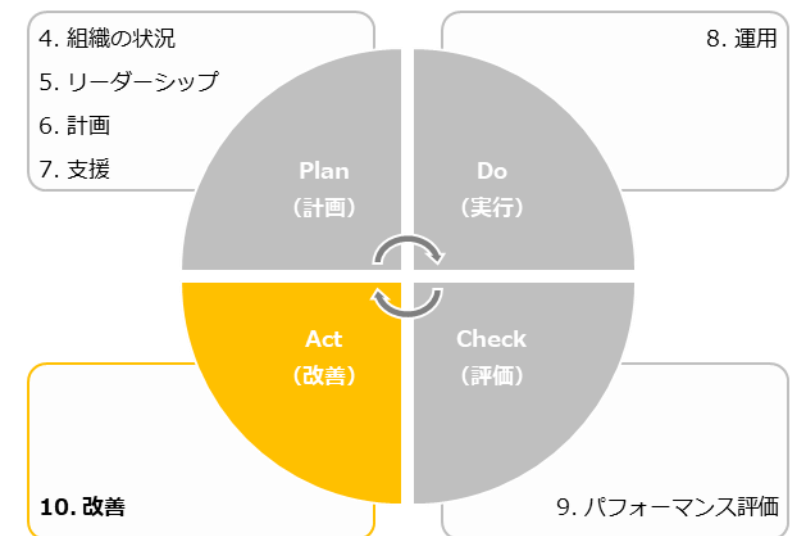 4. 組織の状況
5. リーダーシップ
6. 計画
7. 支援
8. 運用
Plan
（計画）
Do
（実行）
Act
（改善）
Check
（評価）
10. 改善
9. パフォーマンス評価